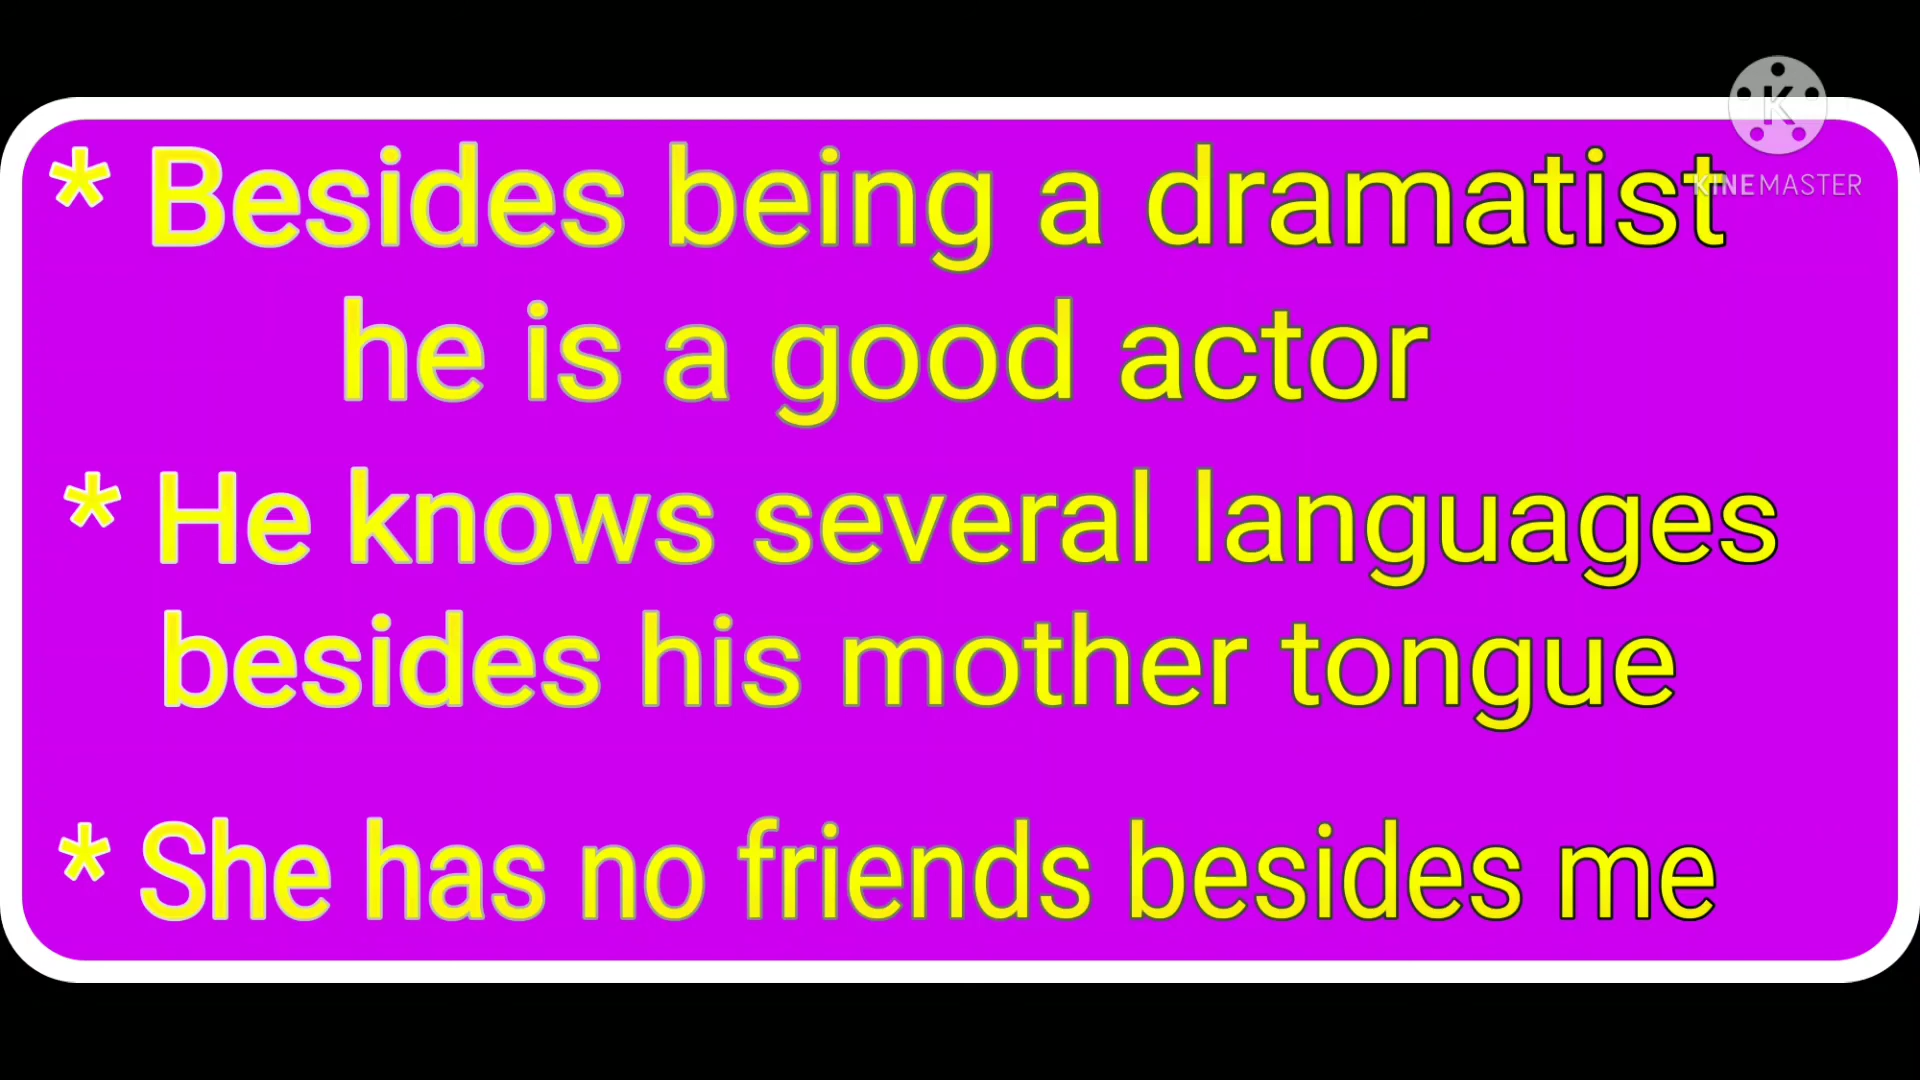 * Besides being a dramatist
he is a good actor
* He knows several languages
besides his mother tongue
* She has no friends besides me
K
KINEMASTER